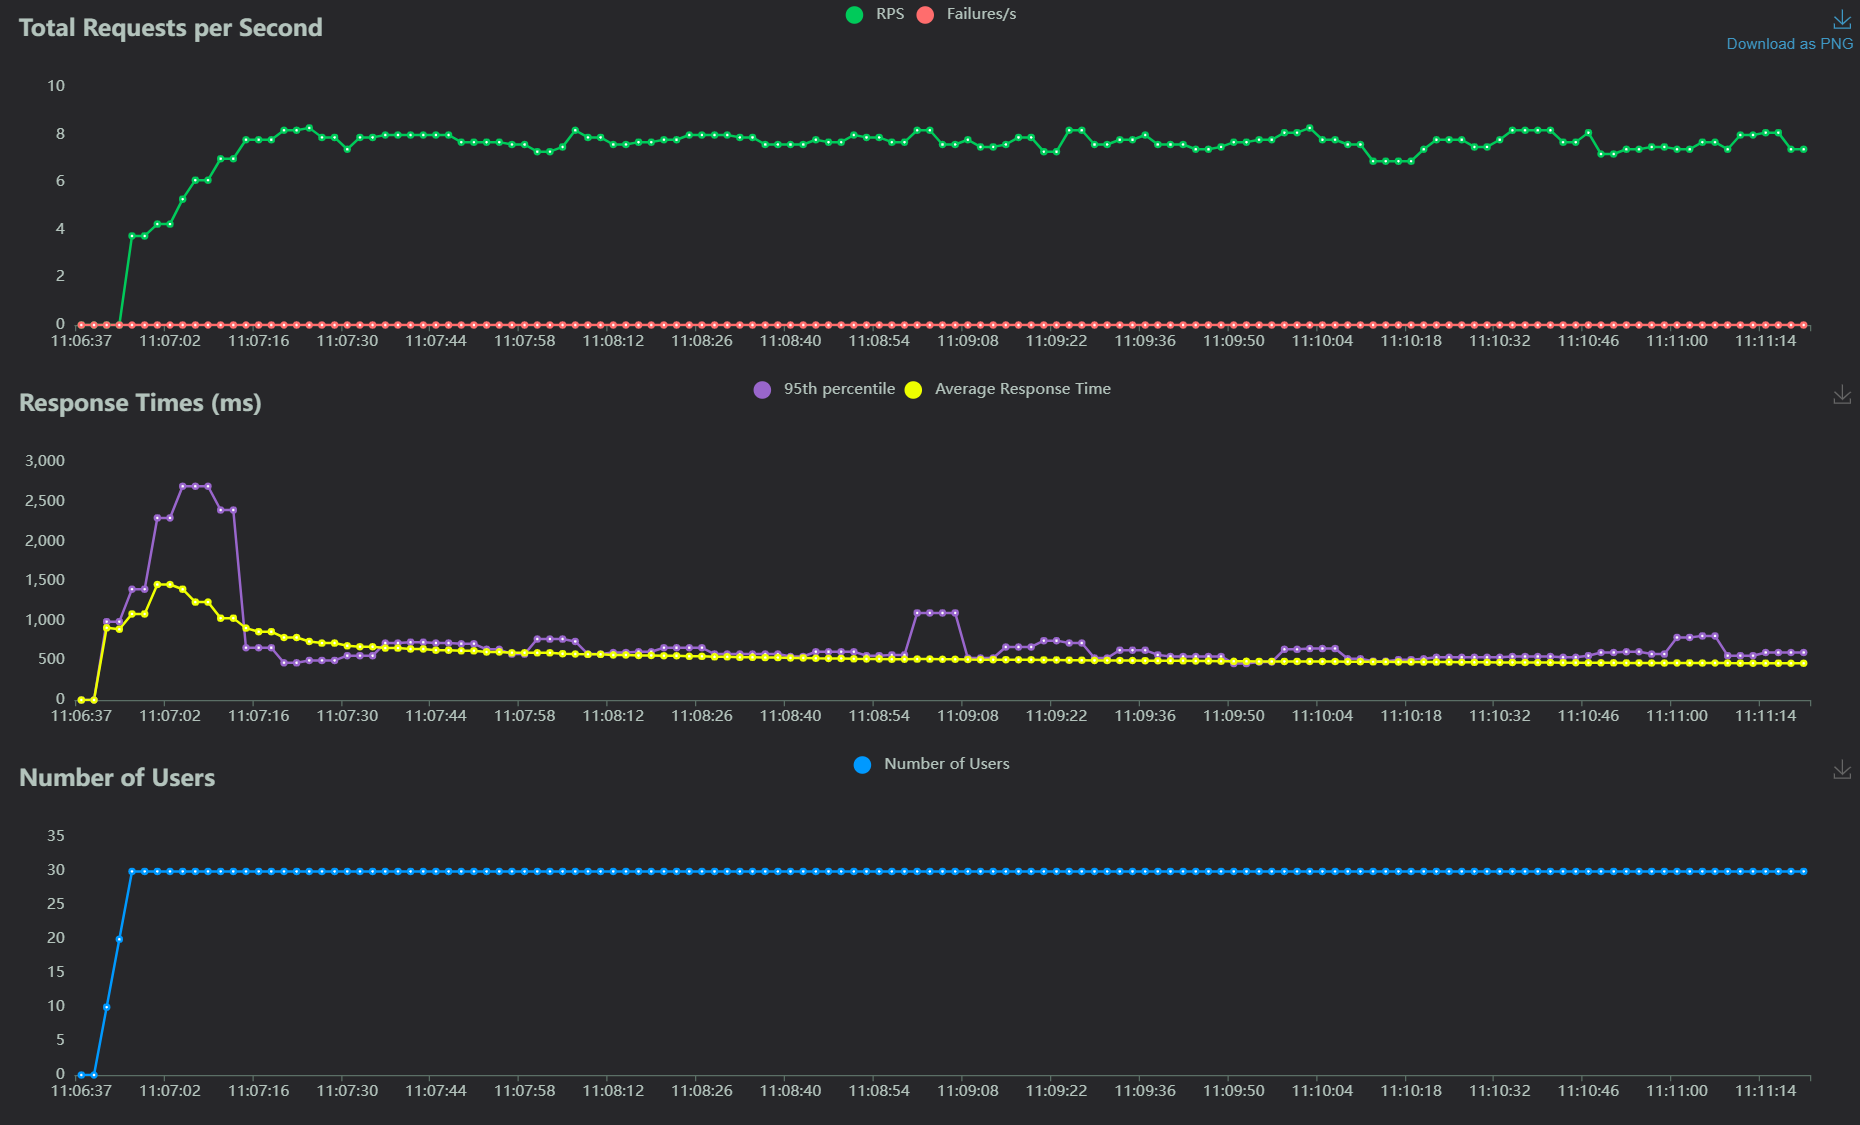 Total Requests per Second
RPS Failures/s
Download as PNG
10
8
6
4
2
0
11:06:37 11:07:02 11:07:16 11:07:30 11:07:44 11:07:58 11:08:12 11:08:26 11:08:40 11:08:54 11:09:08 11:09:22 11:09:36 11:09:50 11:10:04 11:10:18 11:10:32 11:10:46 11:11:00 11:11:14
Response Times (ms)
95th percentile Average Response Time
3,000
2,500
2,000
1,500
1,000
500
0
11:06:37 11:07:02 11:07:16 11:07:30 11:07:44 11:07:58 11:08:12 11:08:26 11:08:40 11:08:54 11:09:08 11:09:22 11:09:36 11:09:50 11:10:04 11:10:18 11:10:32 11:10:46 11:11:00 11:11:14
Number of Users
Number of Users
35
30
25
20
15
10
5
0
11:06:37 11:07:02 11:07:16 11:07:30 11:07:44 11:07:58 11:08:12 11:08:26 11:08:40 11:08:54 11:09:08 11:09:22 11:09:36 11:09:50 11:10:04 11:10:18 11:10:32 11:10:46 11:11:00 11:11:14